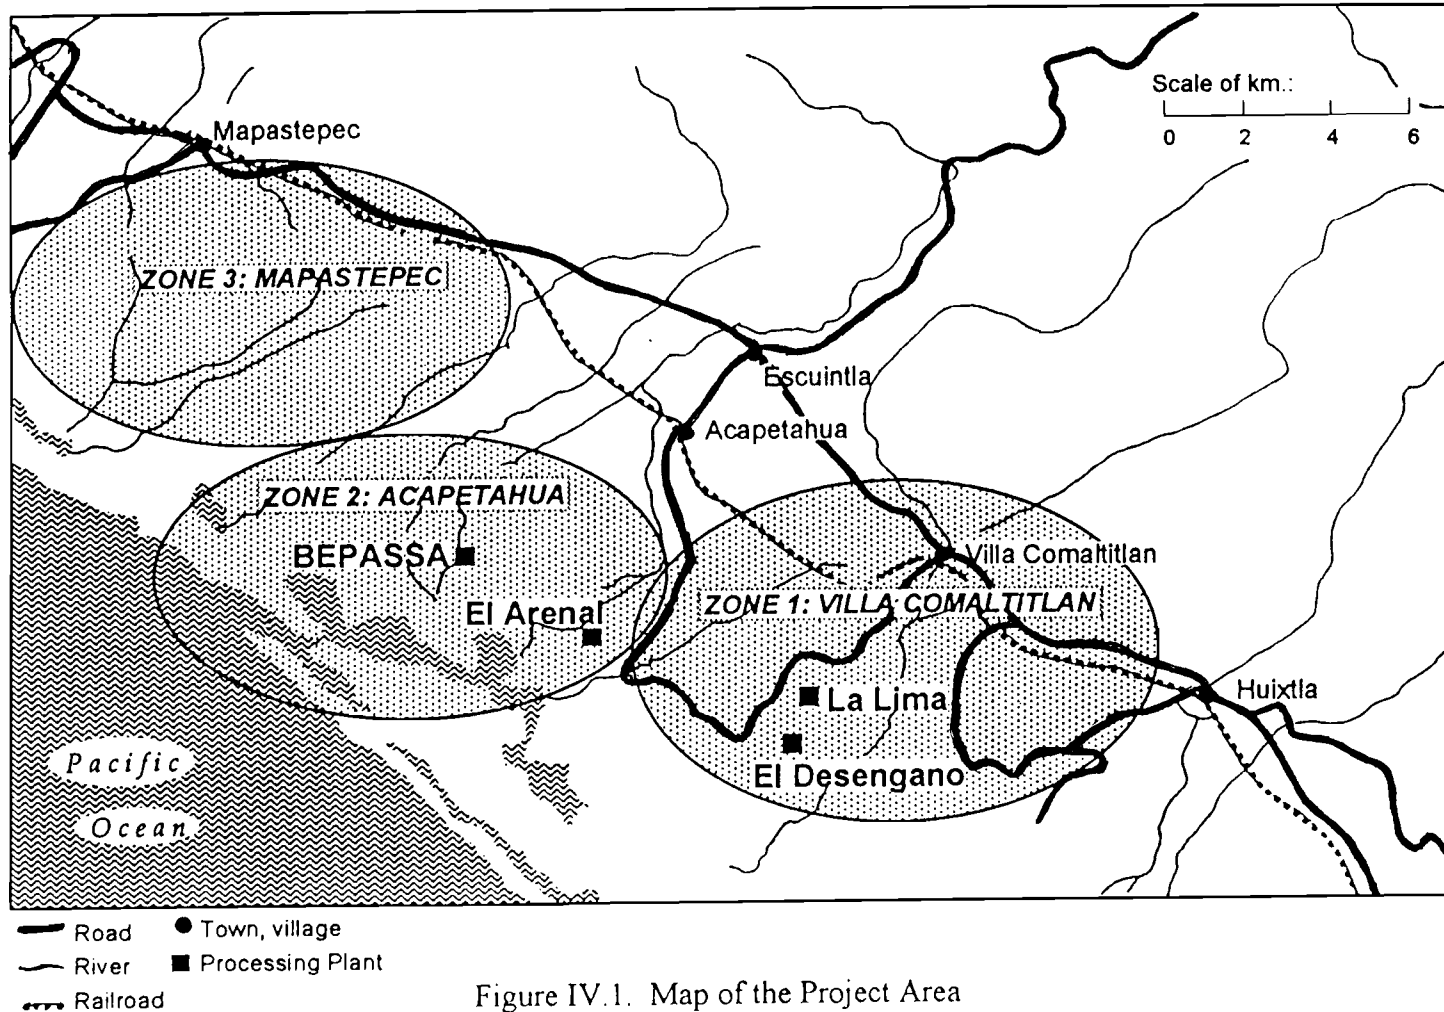 Scale of km.:
0 2 4 6
Mapastepec
ZONE 3: MAPASTEPEC
Escuintla
Acapetahua
ZONE 2: ACAPETAHUA
BEPASSA
El Arenal
Villa Comaltitlan
ZONE 1: VILLA COMALTITLAN
La Lima
El Desengano
Huixtla
Pacific
Ocean
Road
Town, village
River
Processing Plant
Railroad
Figure IV.1. Map of the Project Area